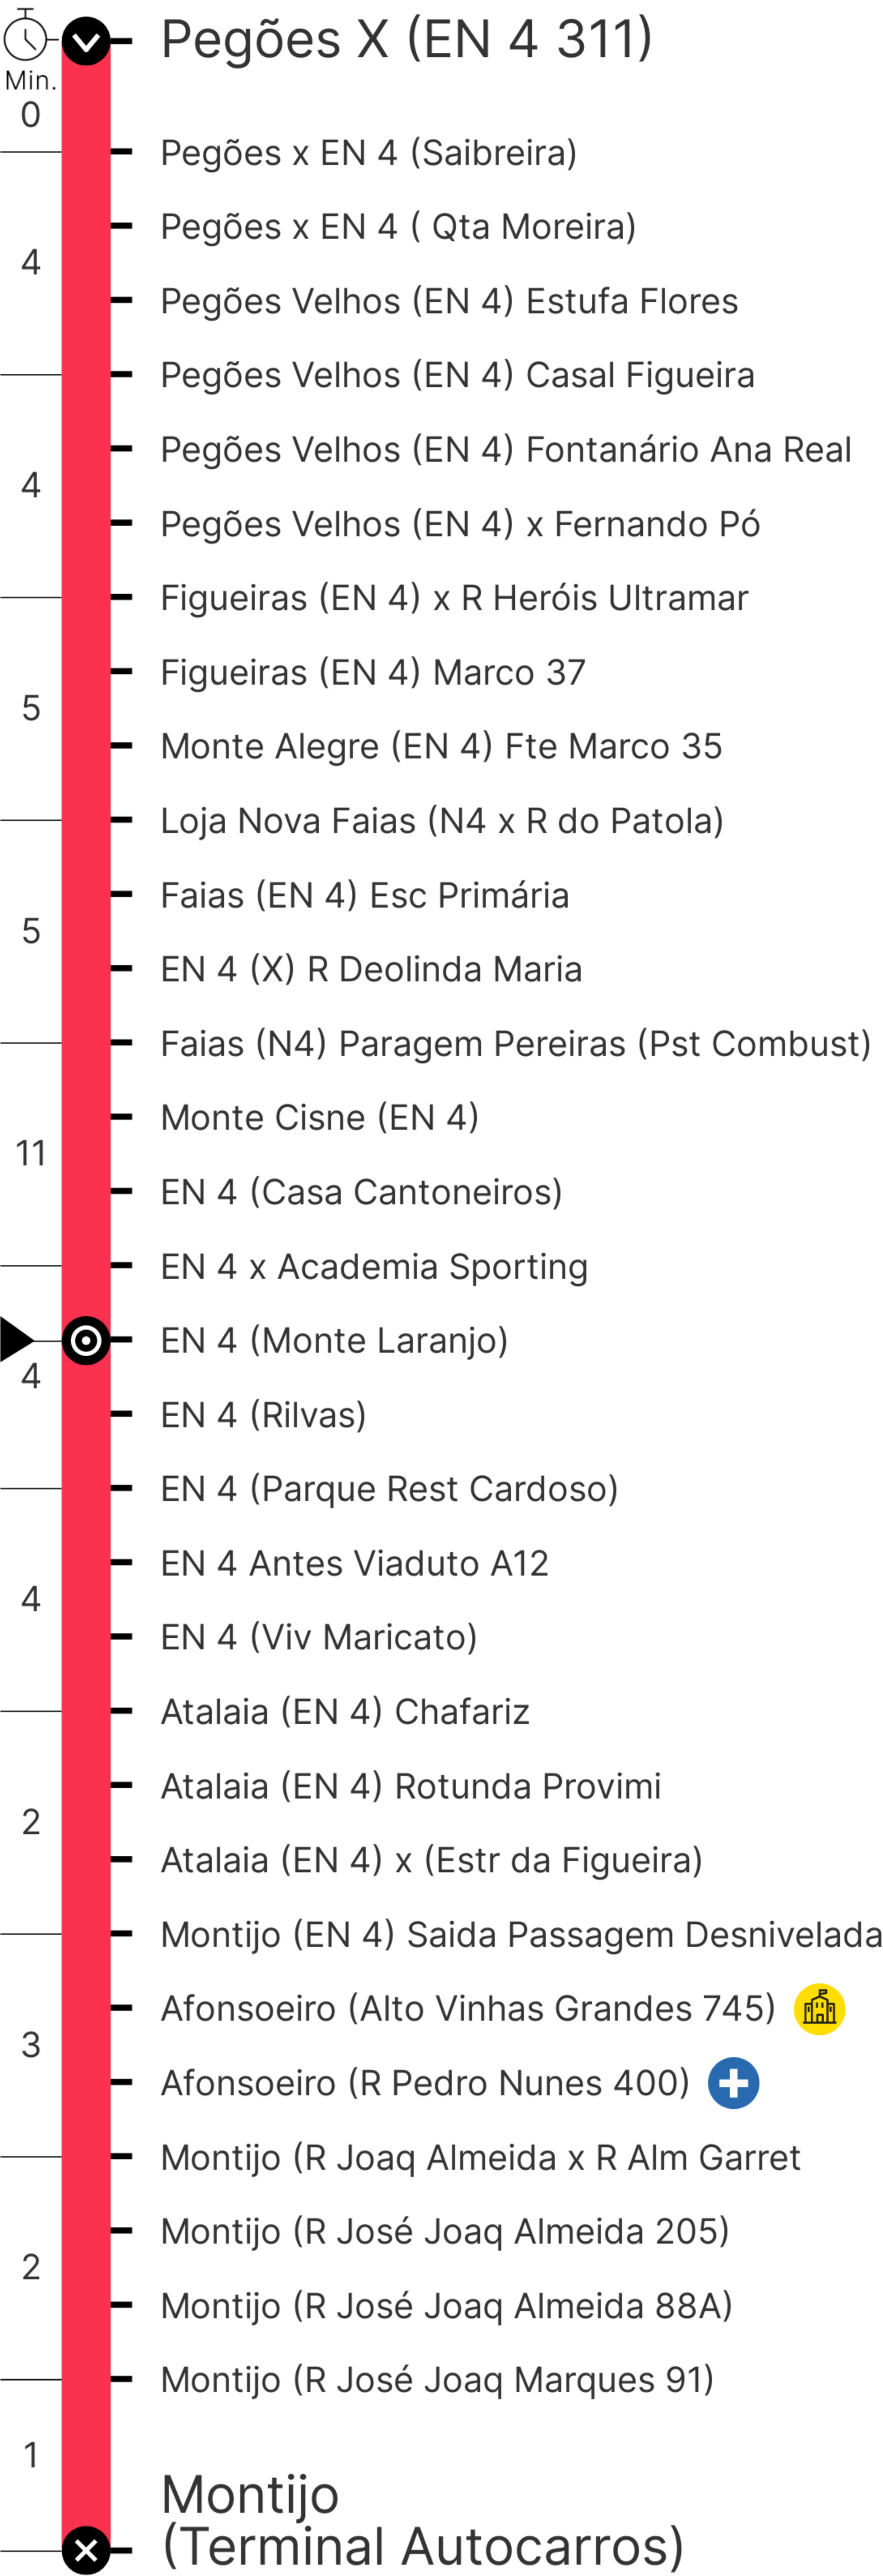 Pegões X (EN 4 311)
Min.
0
Pegões x EN 4 (Saibreira)
Pegões x EN 4 ( Qta Moreira)
4
Pegões Velhos (EN 4) Estufa Flores
Pegões Velhos (EN 4) Casal Figueira
Pegões Velhos (EN 4) Fontanário Ana Real
4
Pegões Velhos (EN 4) x Fernando Pó
Figueiras (EN 4) x R Heróis Ultramar
Figueiras (EN 4) Marco 37
5
Monte Alegre (EN 4) Fte Marco 35
Loja Nova Faias (N4 x R do Patola)
Faias (EN 4) Esc Primária
5
EN 4 (X) R Deolinda Maria
Faias (N4) Paragem Pereiras (Pst Combust)
Monte Cisne (EN 4)
11
EN 4 (Casa Cantoneiros)
EN 4 x Academia Sporting
EN 4 (Monte Laranjo)
4
EN 4 (Rilvas)
EN 4 (Parque Rest Cardoso)
EN 4 Antes Viaduto A12
4
EN 4 (Viv Maricato)
Atalaia (EN 4) Chafariz
Atalaia (EN 4) Rotunda Provimi
2
Atalaia (EN 4) x (Estr da Figueira)
Montijo (EN 4) Saida Passagem Desnivelada
Afonsoeiro (Alto Vinhas Grandes 745)
3
Afonsoeiro (R Pedro Nunes 400)
Montijo (R Joaq Almeida x R Alm Garret
Montijo (R José Joaq Almeida 205)
2
Montijo (R José Joaq Almeida 88A)
Montijo (R José Joaq Marques 91)
1
Montijo
(Terminal Autocarros)